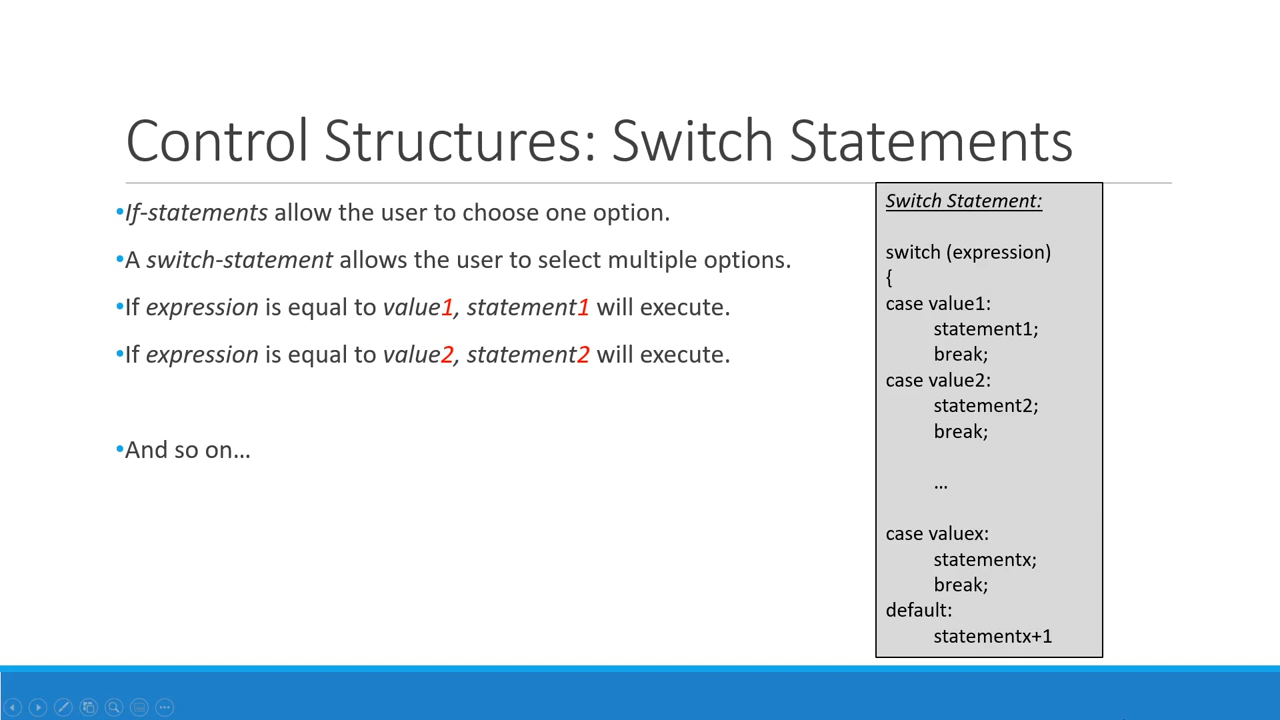 Control Structures: Switch Statements
•If-statements allow the user to choose one option.
•A switch-statement allows the user to select multiple options.
•If expression is equal to value1, statement1 will execute.
•If expression is equal to value2, statement2 will execute.
•And so on…
Switch Statement:
switch (expression)
{
case value1:
statement1;
break;
case value2:
statement2;
break;
…
case valuex:
statementx;
break;
default:
statementx+1